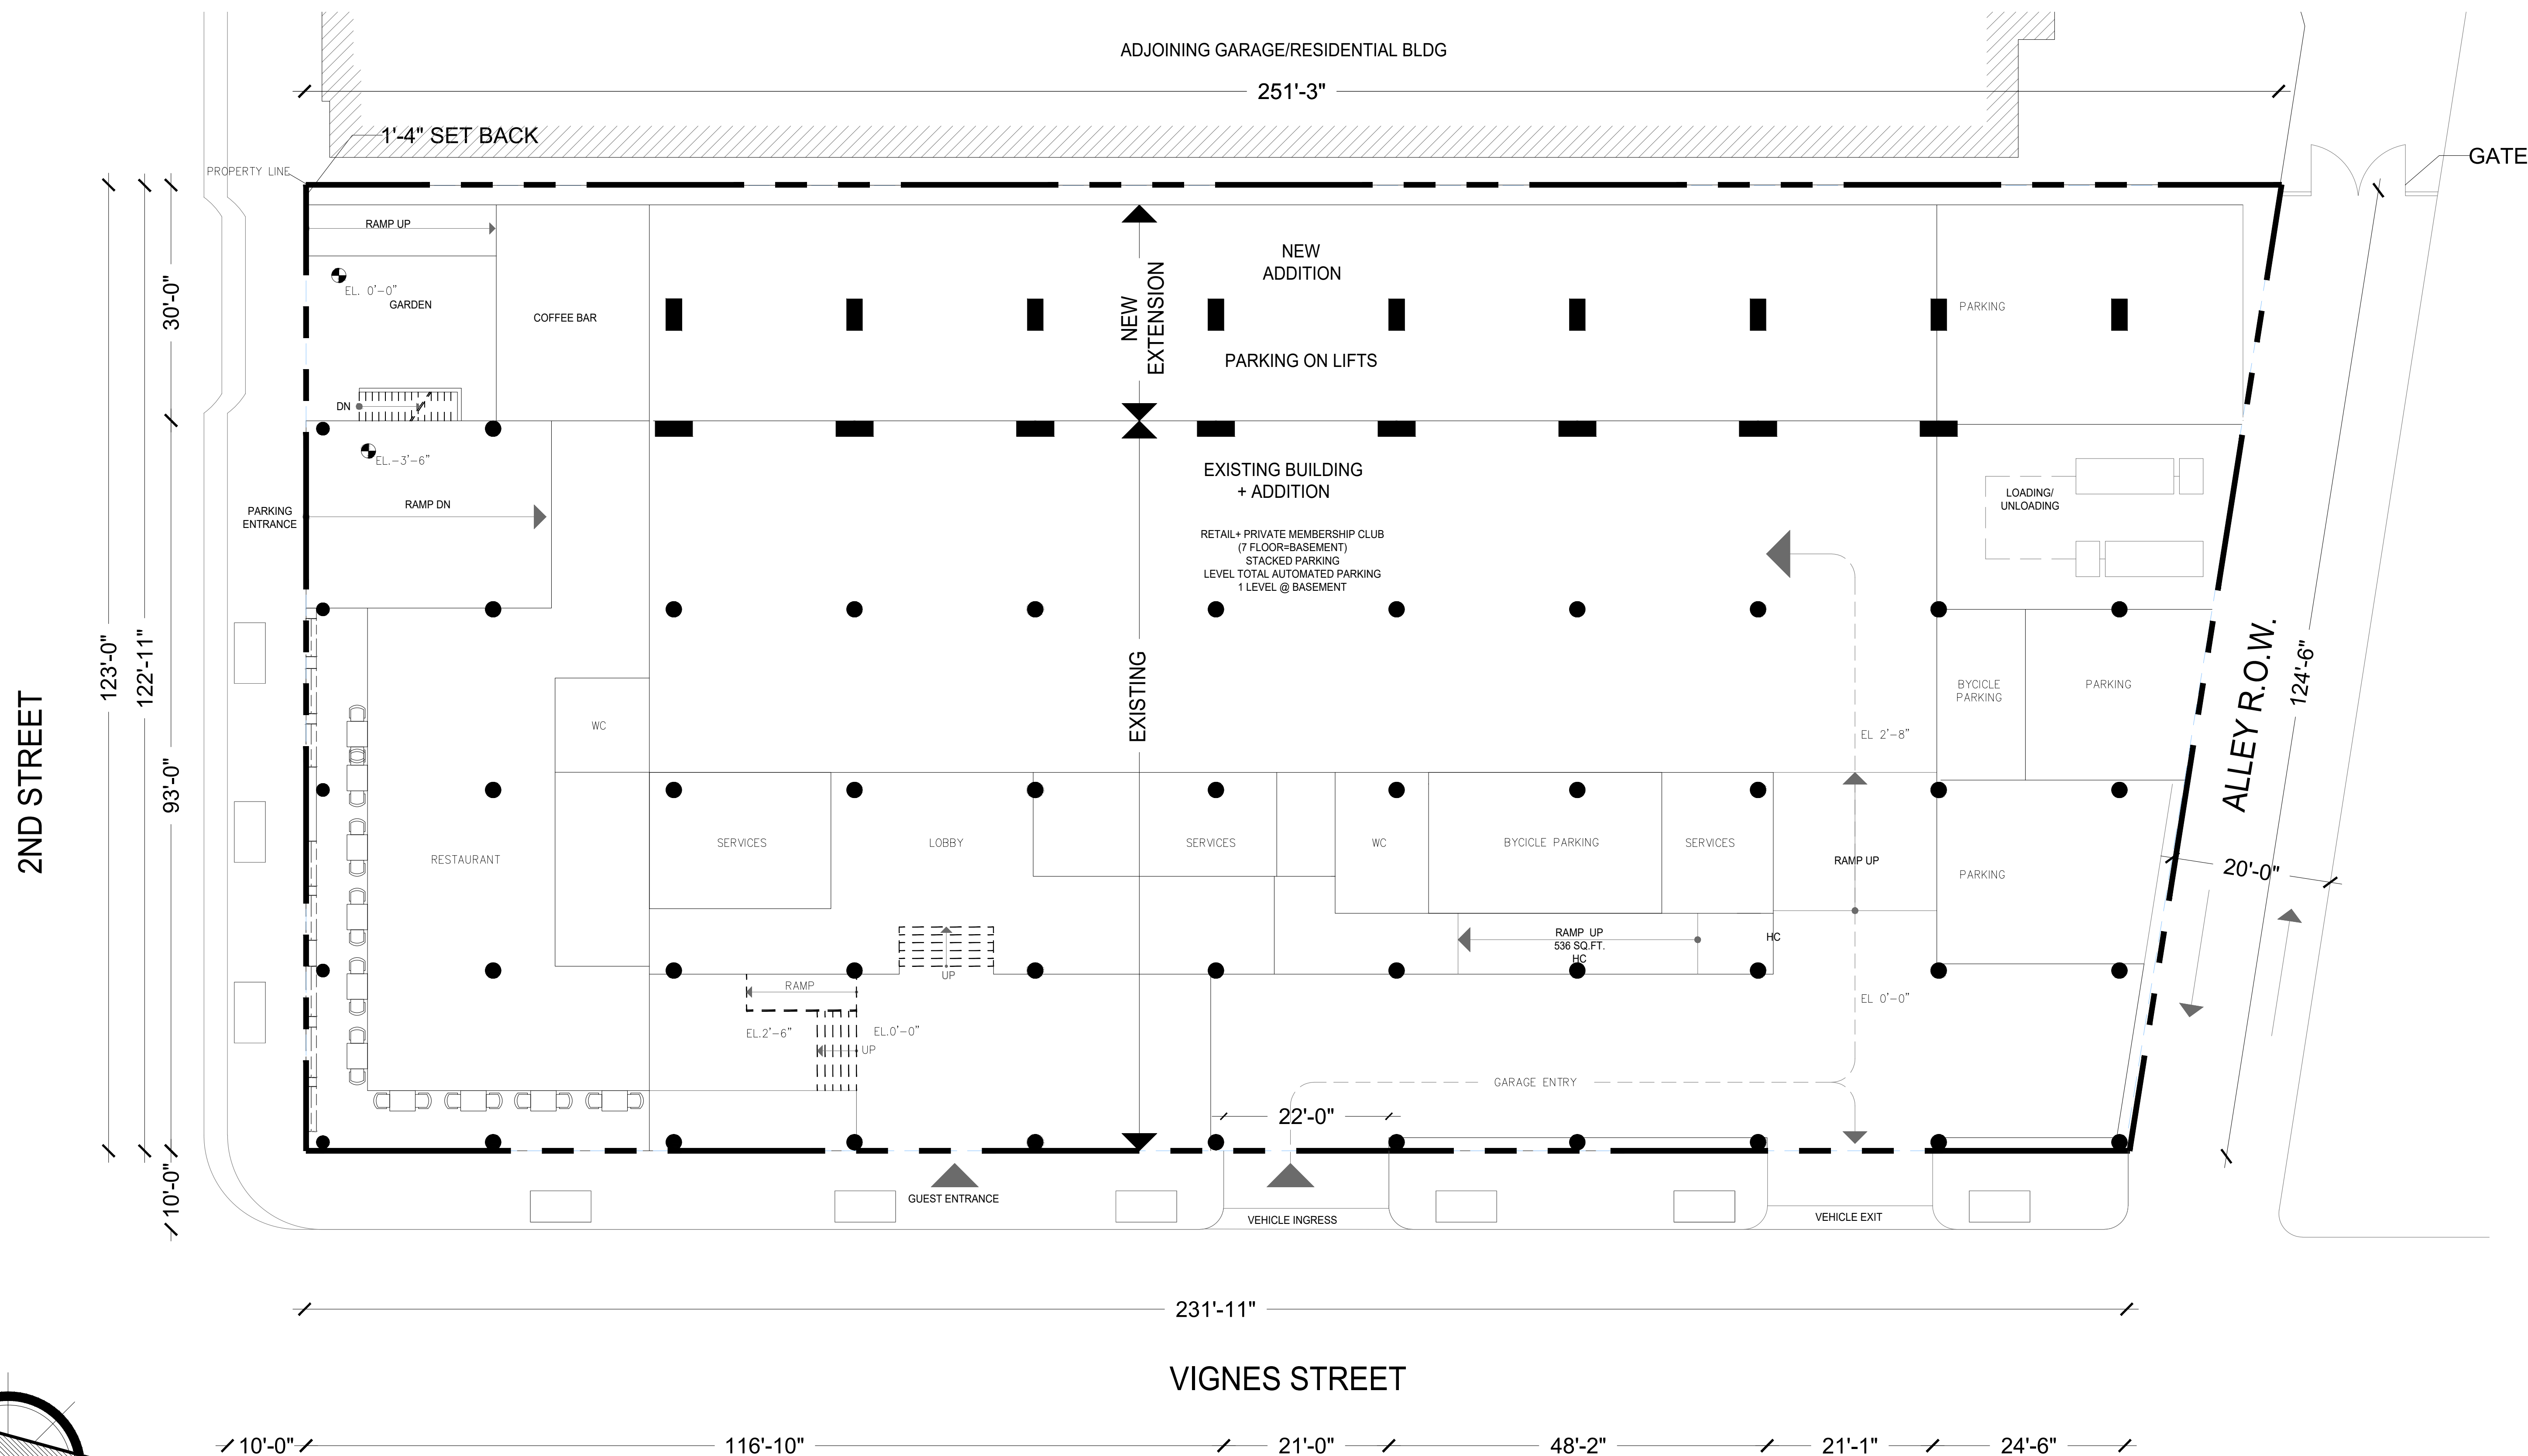 ADJOINING GARAGE/RESIDENTIAL BLDG
251'-3"
1'-4" SET BACK
GATE
PROPERTY LINE
RAMP UP
NEW
ADDITION
EL. 0'-0"
GARDEN
COFFEE BAR
NEW
EXTENSION
PARKING
30'-0"
PARKING ON LIFTS
DN
EL.-3'-6"
EXISTING BUILDING
+ ADDITION
RAMP DN
PARKING
ENTRANCE
LOADING/
UNLOADING
RETAIL+ PRIVATE MEMBERSHIP CLUB
(7 FLOOR=BASEMENT)
STACKED PARKING
LEVEL TOTAL AUTOMATED PARKING
1 LEVEL @ BASEMENT
123'-0"
122'-11"
EXISTING
BYCICLE
PARKING
PARKING
ALLEY R.O.W.
124'-6"
WC
EL 2'-8"
2ND STREET
93'-0"
RESTAURANT
SERVICES
LOBBY
SERVICES
WC
BYCICLE PARKING
SERVICES
RAMP UP
PARKING
20'-0"
RAMP UP
536 SQ.FT.
HC
HC
UP
RAMP
EL 0'-0"
EL.2'-6"
EL.0'-0"
UP
GARAGE ENTRY
22'-0"
10'-0"
GUEST ENTRANCE
VEHICLE INGRESS
VEHICLE EXIT
231'-11"
VIGNES STREET
10'-0"
116'-10"
21'-0"
48'-2"
21'-1"
24'-6"